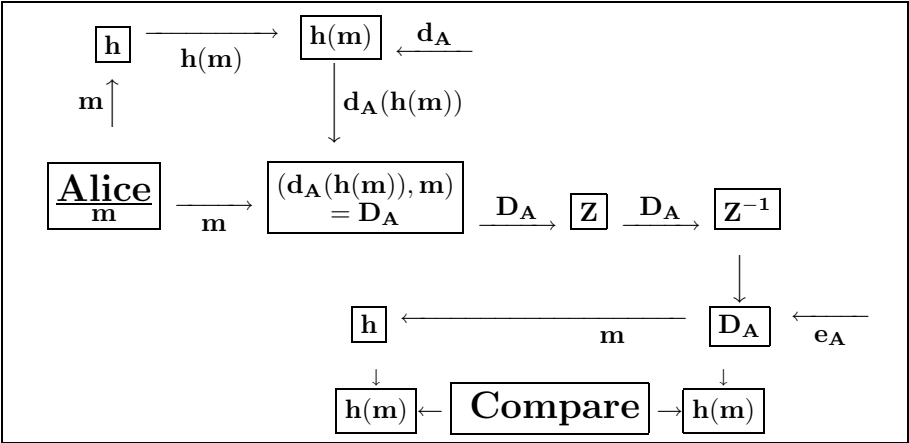 h
h(m)
h(m)
d_A
m
d_A(h(m))
Alice
m
m
(d_A(h(m)), m)
= D_A
D_A
Z
D_A
Z^{-1}
h
m
D_A
e_A
h(m)
Compare
h(m)